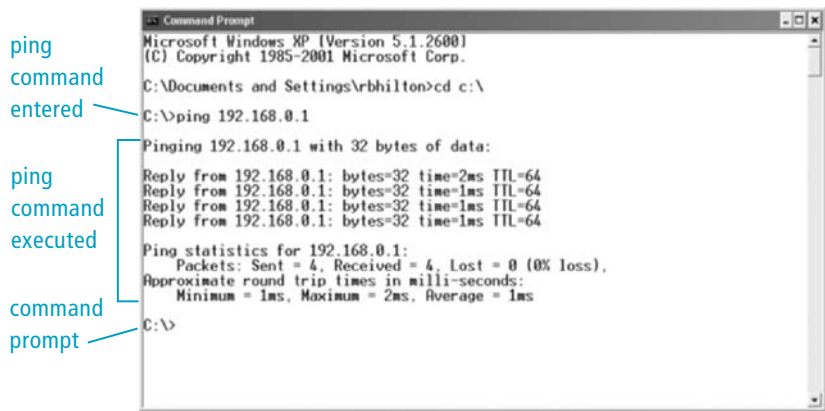 Command Prompt
Microsoft Windows XP [Version 5.1.2600]
(C) Copyright 1985-2001 Microsoft Corp.
C:\Documents and Settings\rbhilton>cd c:\
C:\>ping 192.168.0.1
Pinging 192.168.0.1 with 32 bytes of data:
Reply from 192.168.0.1: bytes=32 time=2ms TTL=64
Reply from 192.168.0.1: bytes=32 time=1ms TTL=64
Reply from 192.168.0.1: bytes=32 time=1ms TTL=64
Reply from 192.168.0.1: bytes=32 time=1ms TTL=64
Ping statistics for 192.168.0.1:
Packets: Sent = 4, Received = 4, Lost = 0 (0% loss),
Approximate round trip times in milli-seconds:
Minimum = 1ms, Maximum = 2ms, Average = 1ms
C:\>
ping
command
entered
ping
command
executed
command
prompt